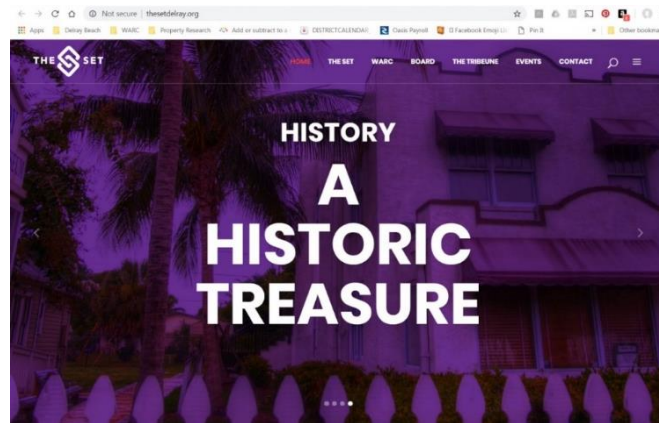 Not secure | thesetdelray.org
Apps Delray Beach WARC Property Research Add or subtract to a DISTRICTCALENDAR Oasis Payroll Facebook Emoji Pin It Other bookma
THE SET HOME THE SET WARC BOARD THE TRIBEUNE EVENTS CONTACT
HISTORY
A
HISTORIC
TREASURE